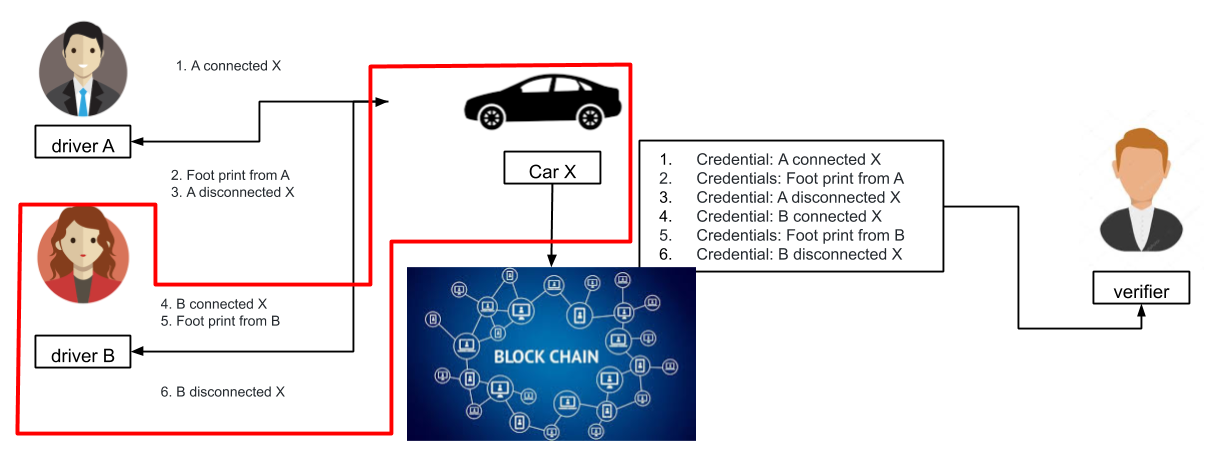 1. A connected X
driver A
2. Foot print from A
3. A disconnected X
Car X
1. Credential: A connected X
2. Credentials: Foot print from A
3. Credential: A disconnected X
4. Credential: B connected X
5. Credentials: Foot print from B
6. Credential: B disconnected X
verifier
4. B connected X
5. Foot print from B
driver B
6. B disconnected X
BLOCK CHAIN